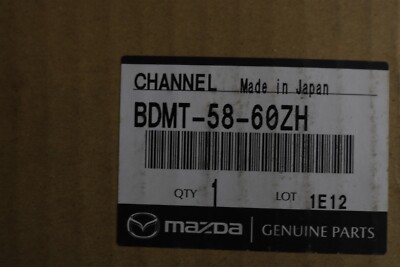 CHANNEL Made in Japan
BDMT-58-60ZH
QTY 1 LOT 1E12
mazda GENUINE PARTS